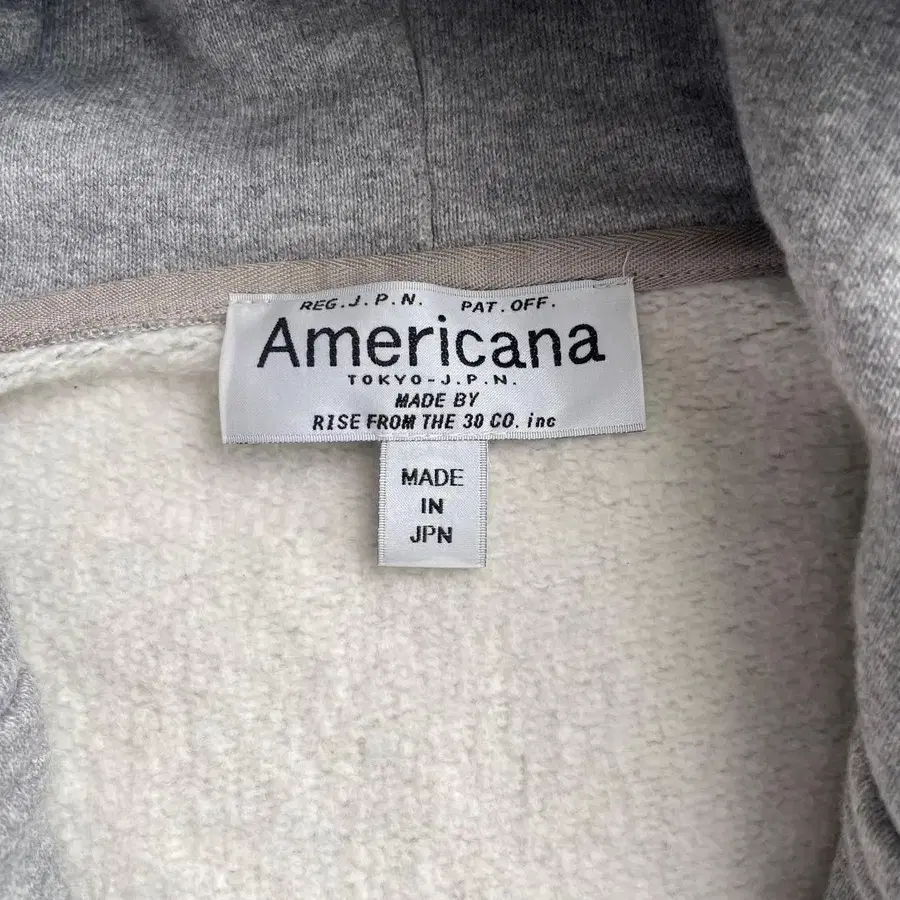 REG.J.P.N. PAT.OFF.
Americana
TOKYO-J.P.N.
MADE BY
RISE FROM THE 30 CO. inc
MADE
IN
JPN